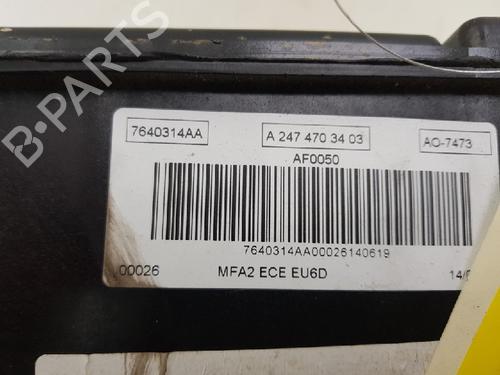 7640314AA A 247 470 34 03 AO-7473
AF0050
7640314AA00026140619
00026 MFA2 ECE EU6D 14/
B-PARTS